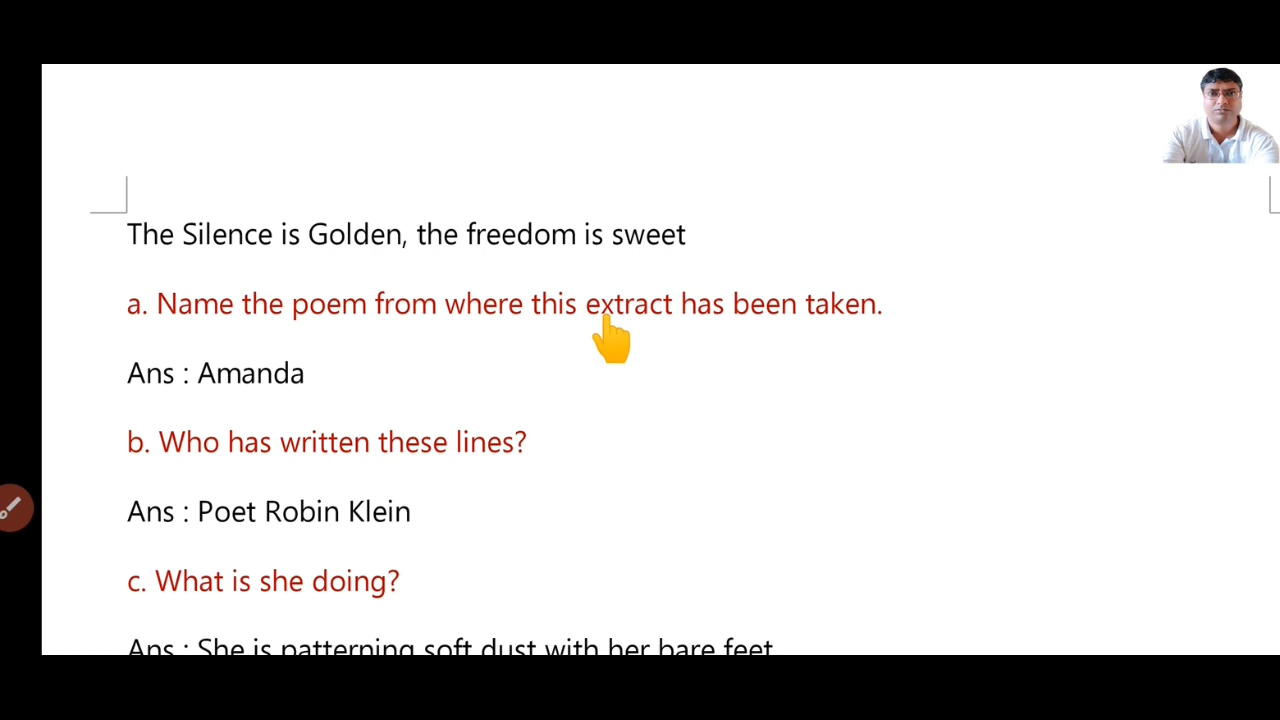 The Silence is Golden, the freedom is sweet
a. Name the poem from where this extract has been taken.
Ans : Amanda
b. Who has written these lines?
Ans : Poet Robin Klein
c. What is she doing?
Ans : She is patterning soft dust with her bare feet